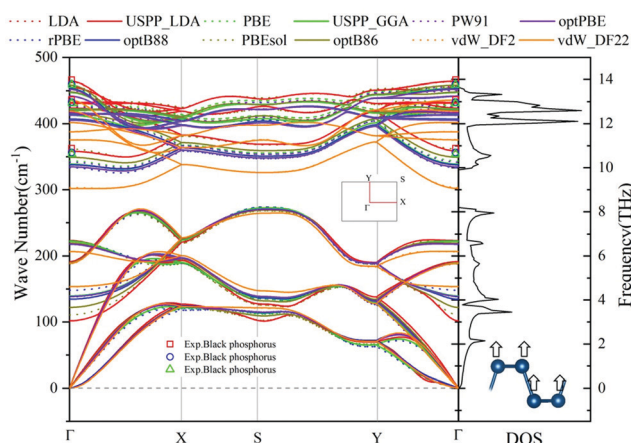 LDA USPP_LDA PBE USPP_GGA PW91 optPBE
rPBE optB88 PBEsol optB86 vdW_DF2 vdW_DF22
500
400
300
200
100
0
Wave Number(cm-1)
14
12
10
8
6
4
2
0
Frequency(THz)
Y S
Γ X
Exp.Black phosphorus
Exp.Black phosphorus
Exp.Black phosphorus
Γ X S Y Γ DOS